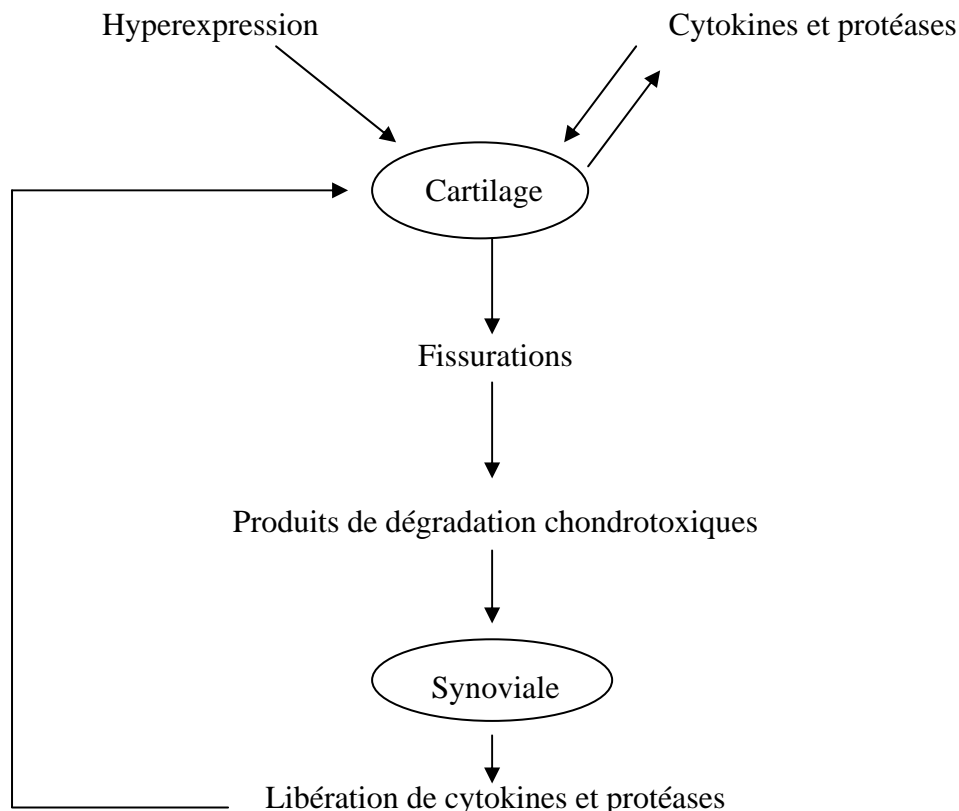 Hyperexpression
Cytokines et protéases
Cartilage
Fissurations
Produits de dégradation chondrotoxiques
Synoviale
Libération de cytokines et protéases